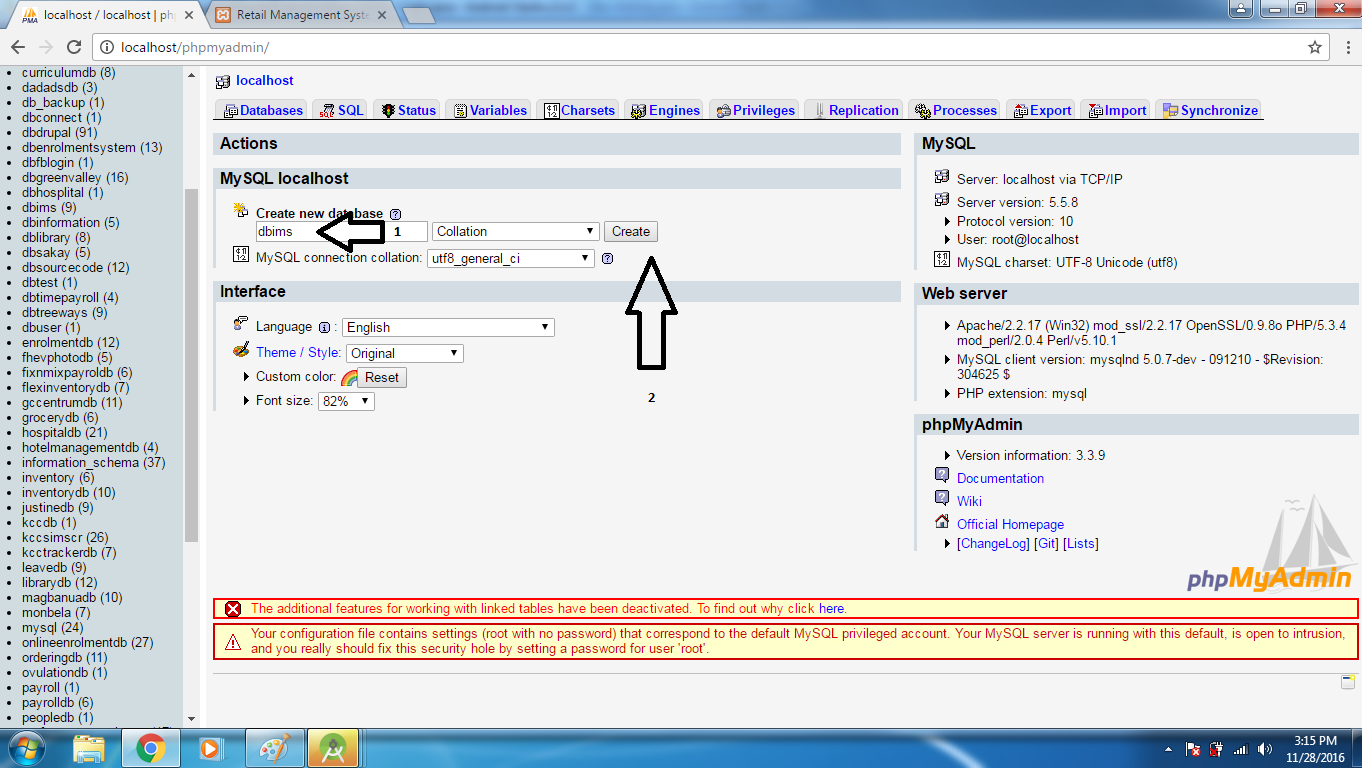 localhost / localhost | ph
Retail Management Syste
localhost/phpmyadmin/
curriculumdb (8)
dadadsdb (3)
db_backup (1)
dbconnect (1)
dbdrupal (91)
dbenrolmentsystem (13)
dbfblogin (1)
dbgreenvalley (16)
dbhosplital (1)
dbims (9)
dbinformation (5)
dblibrary (8)
dbsakay (5)
dbsourcecode (12)
dbtest (1)
dbtimepayroll (4)
dbtreeways (9)
dbuser (1)
enrolmentdb (12)
fhevphotodb (5)
fixnmixpayroldb (6)
flexinventorydb (7)
gccentrumdb (11)
grocerydb (6)
hospitaldb (21)
hotelmanagementdb (4)
information_schema (37)
inventory (6)
inventorydb (10)
justinedb (9)
kccdb (1)
kccsimscr (26)
kcctrackerdb (7)
leavedb (9)
librarydb (12)
magbanuadb (10)
monbela (7)
mysql (24)
onlineenrolmentdb (27)
orderingdb (11)
ovulationdb (1)
payroll (1)
payrolldb (6)
peopledb (1)
localhost
Databases SQL Status Variables Charsets Engines Privileges Replication Processes Export Import Synchronize
Actions
MySQL localhost
Create new database
dbims 1 Collation Create
MySQL connection collation: utf8_general_ci
2
Interface
Language : English
Theme / Style: Original
Custom color: Reset
Font size: 82%
MySQL
Server: localhost via TCP/IP
Server version: 5.5.8
Protocol version: 10
User: root@localhost
MySQL charset: UTF-8 Unicode (utf8)
Web server
Apache/2.2.17 (Win32) mod_ssl/2.2.17 OpenSSL/0.9.8o PHP/5.3.4
mod_perl/2.0.4 Perl/v5.10.1
MySQL client version: mysqlnd 5.0.7-dev - 091210 - $Revision:
304625 $
PHP extension: mysql
phpMyAdmin
Version information: 3.3.9
Documentation
Wiki
Official Homepage
[ChangeLog] [Git] [Lists]
phpMyAdmin
The additional features for working with linked tables have been deactivated. To find out why click here.
Your configuration file contains settings (root with no password) that correspond to the default MySQL privileged account. Your MySQL server is running with this default, is open to intrusion,
and you really should fix this security hole by setting a password for user 'root'.
3:15 PM
11/28/2016